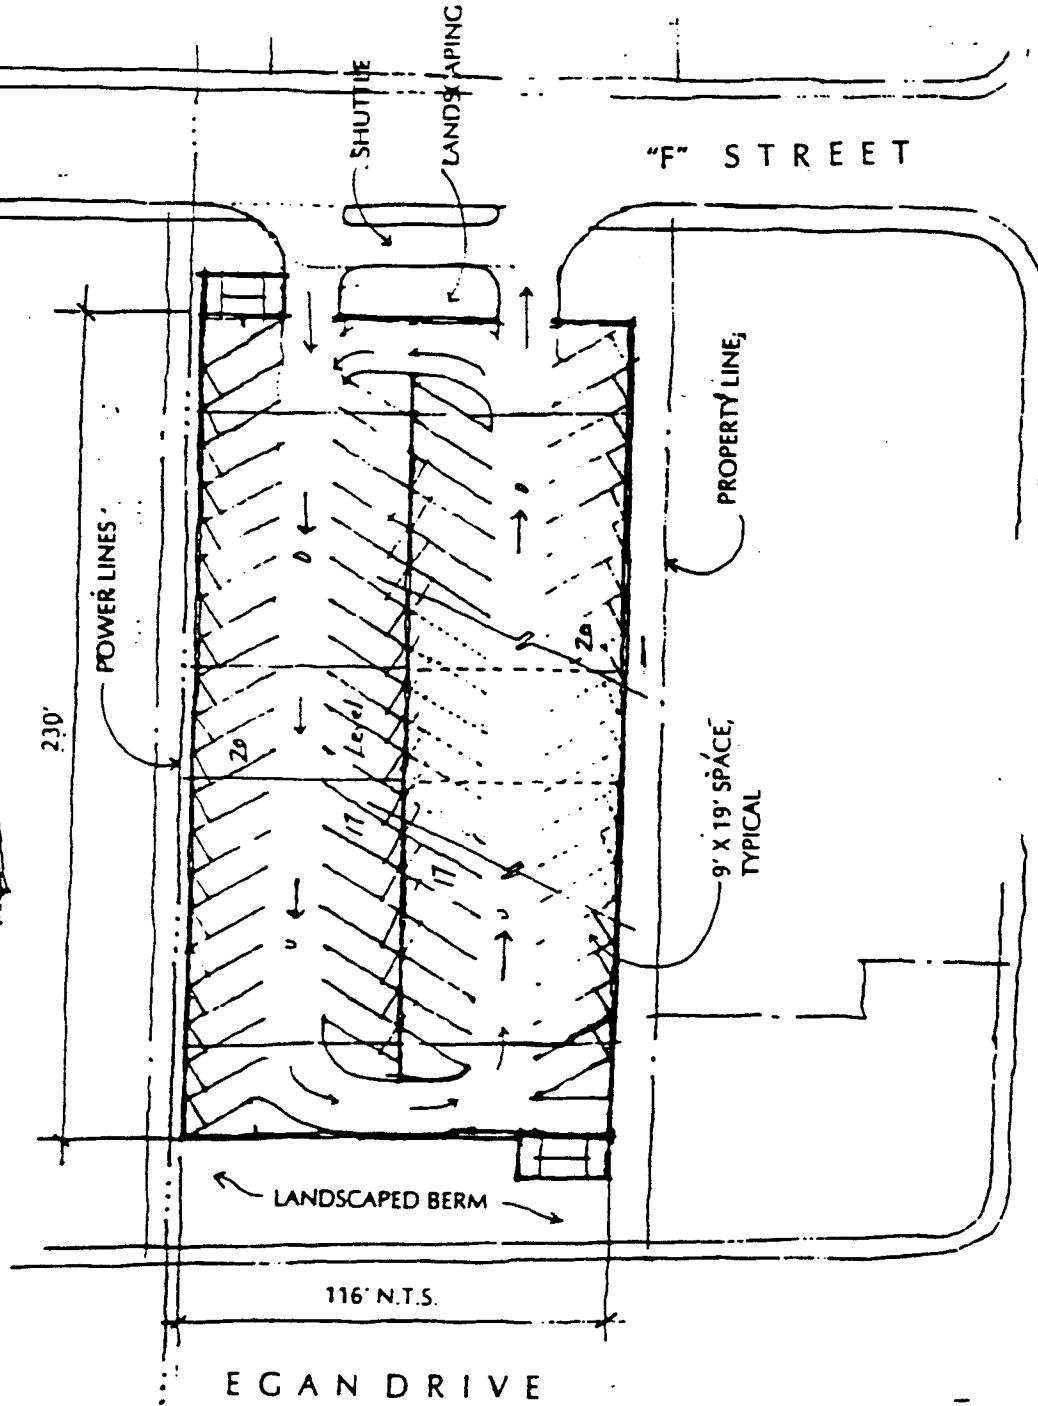 SHUTTLE
LANDSCAPING
"F" STREET
POWER LINES
PROPERTY LINE,
230'
D
D
20
20
Level
17
17
U
U
9' X 19' SPACE,
TYPICAL
LANDSCAPED BERM
116' N.T.S.
EGAN DRIVE